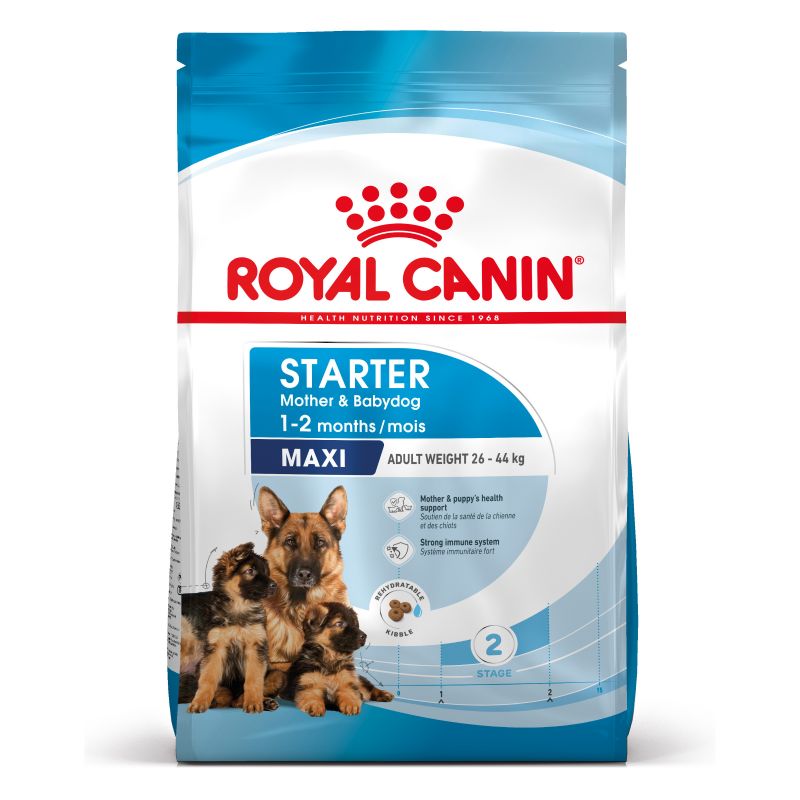 ROYAL CANIN®
HEALTH NUTRITION SINCE 1968
STARTER
Mother & Babydog
1-2 months/mois
MAXI
ADULT WEIGHT 26 - 44 kg
Mother & puppy's health
support
Soutien de la santé de la chienne
et des chiots
Strong immune system
Système immunitaire fort
REHYDRATABLE
KIBBLE
2
STAGE
0
1
2
15